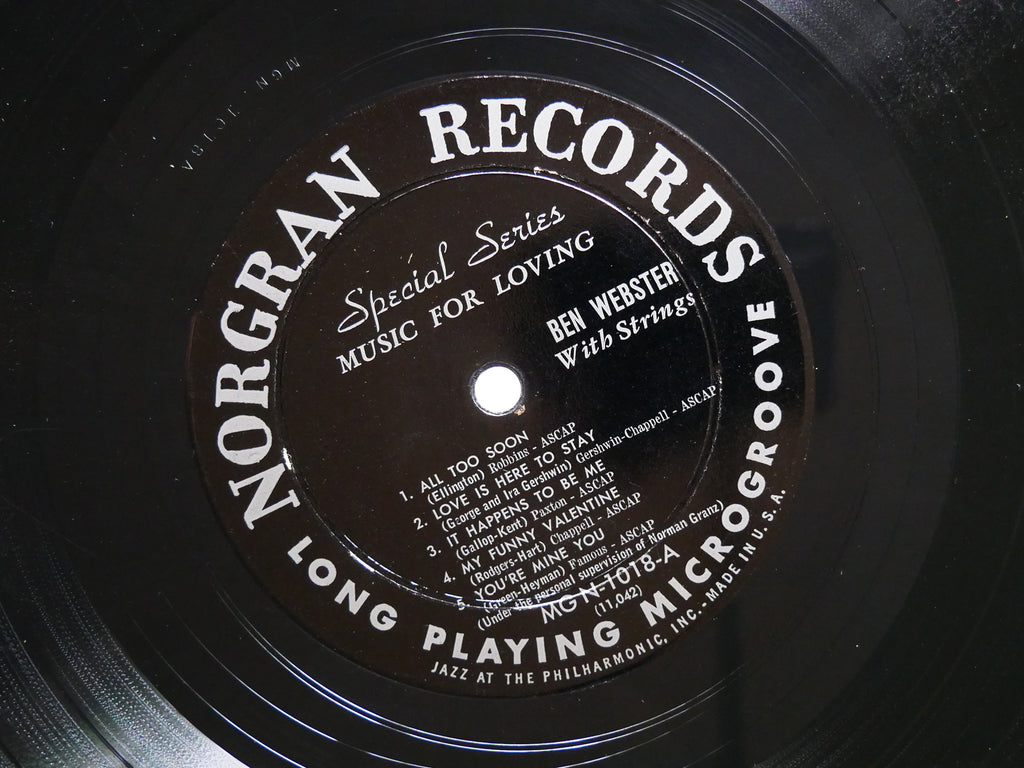 NORGRAN RECORDS
Special Series
MUSIC FOR LOVING
BEN WEBSTER
With Strings
1. ALL TOO SOON
(Ellington) Robbins - ASCAP
2. LOVE IS HERE TO STAY
(George and Ira Gershwin) Gershwin-Chappell - ASCAP
3. IT HAPPENS TO BE ME
(Gallop-Kent) Paxton - ASCAP
4. MY FUNNY VALENTINE
(Rodgers-Hart) Chappell - ASCAP
5. YOU'RE MINE YOU
(Green-Heyman) Famous - ASCAP
(Under the personal supervision of Norman Granz)
MG N-1018-A
(11,042)
LONG PLAYING MICROGROOVE
JAZZ AT THE PHILHARMONIC, INC. - MADE IN U.S.A.
MG N 1018A